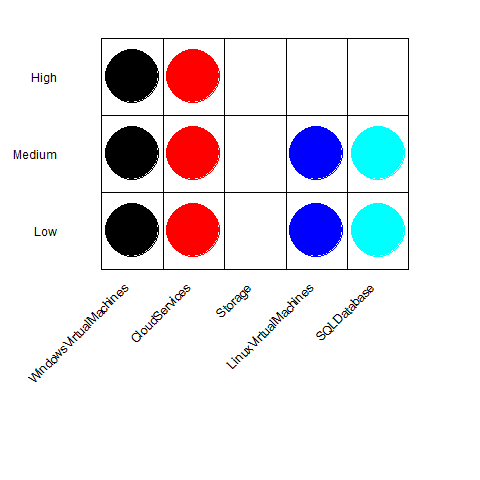 High
Medium
Low
WindowsVirtualMachines
CloudServices
Storage
LinuxVirtualMachines
SQLDatabase